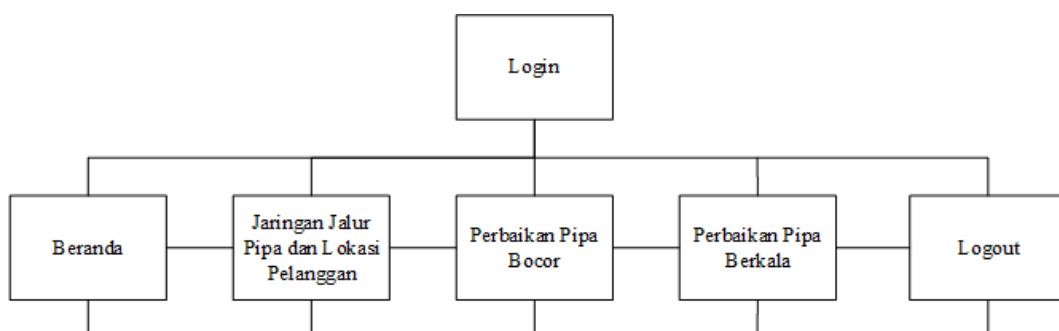 Login
Beranda
Jaringan Jalur
Pipa dan Lokasi
Pelanggan
Perbaikan Pipa
Bocor
Perbaikan Pipa
Berkala
Logout